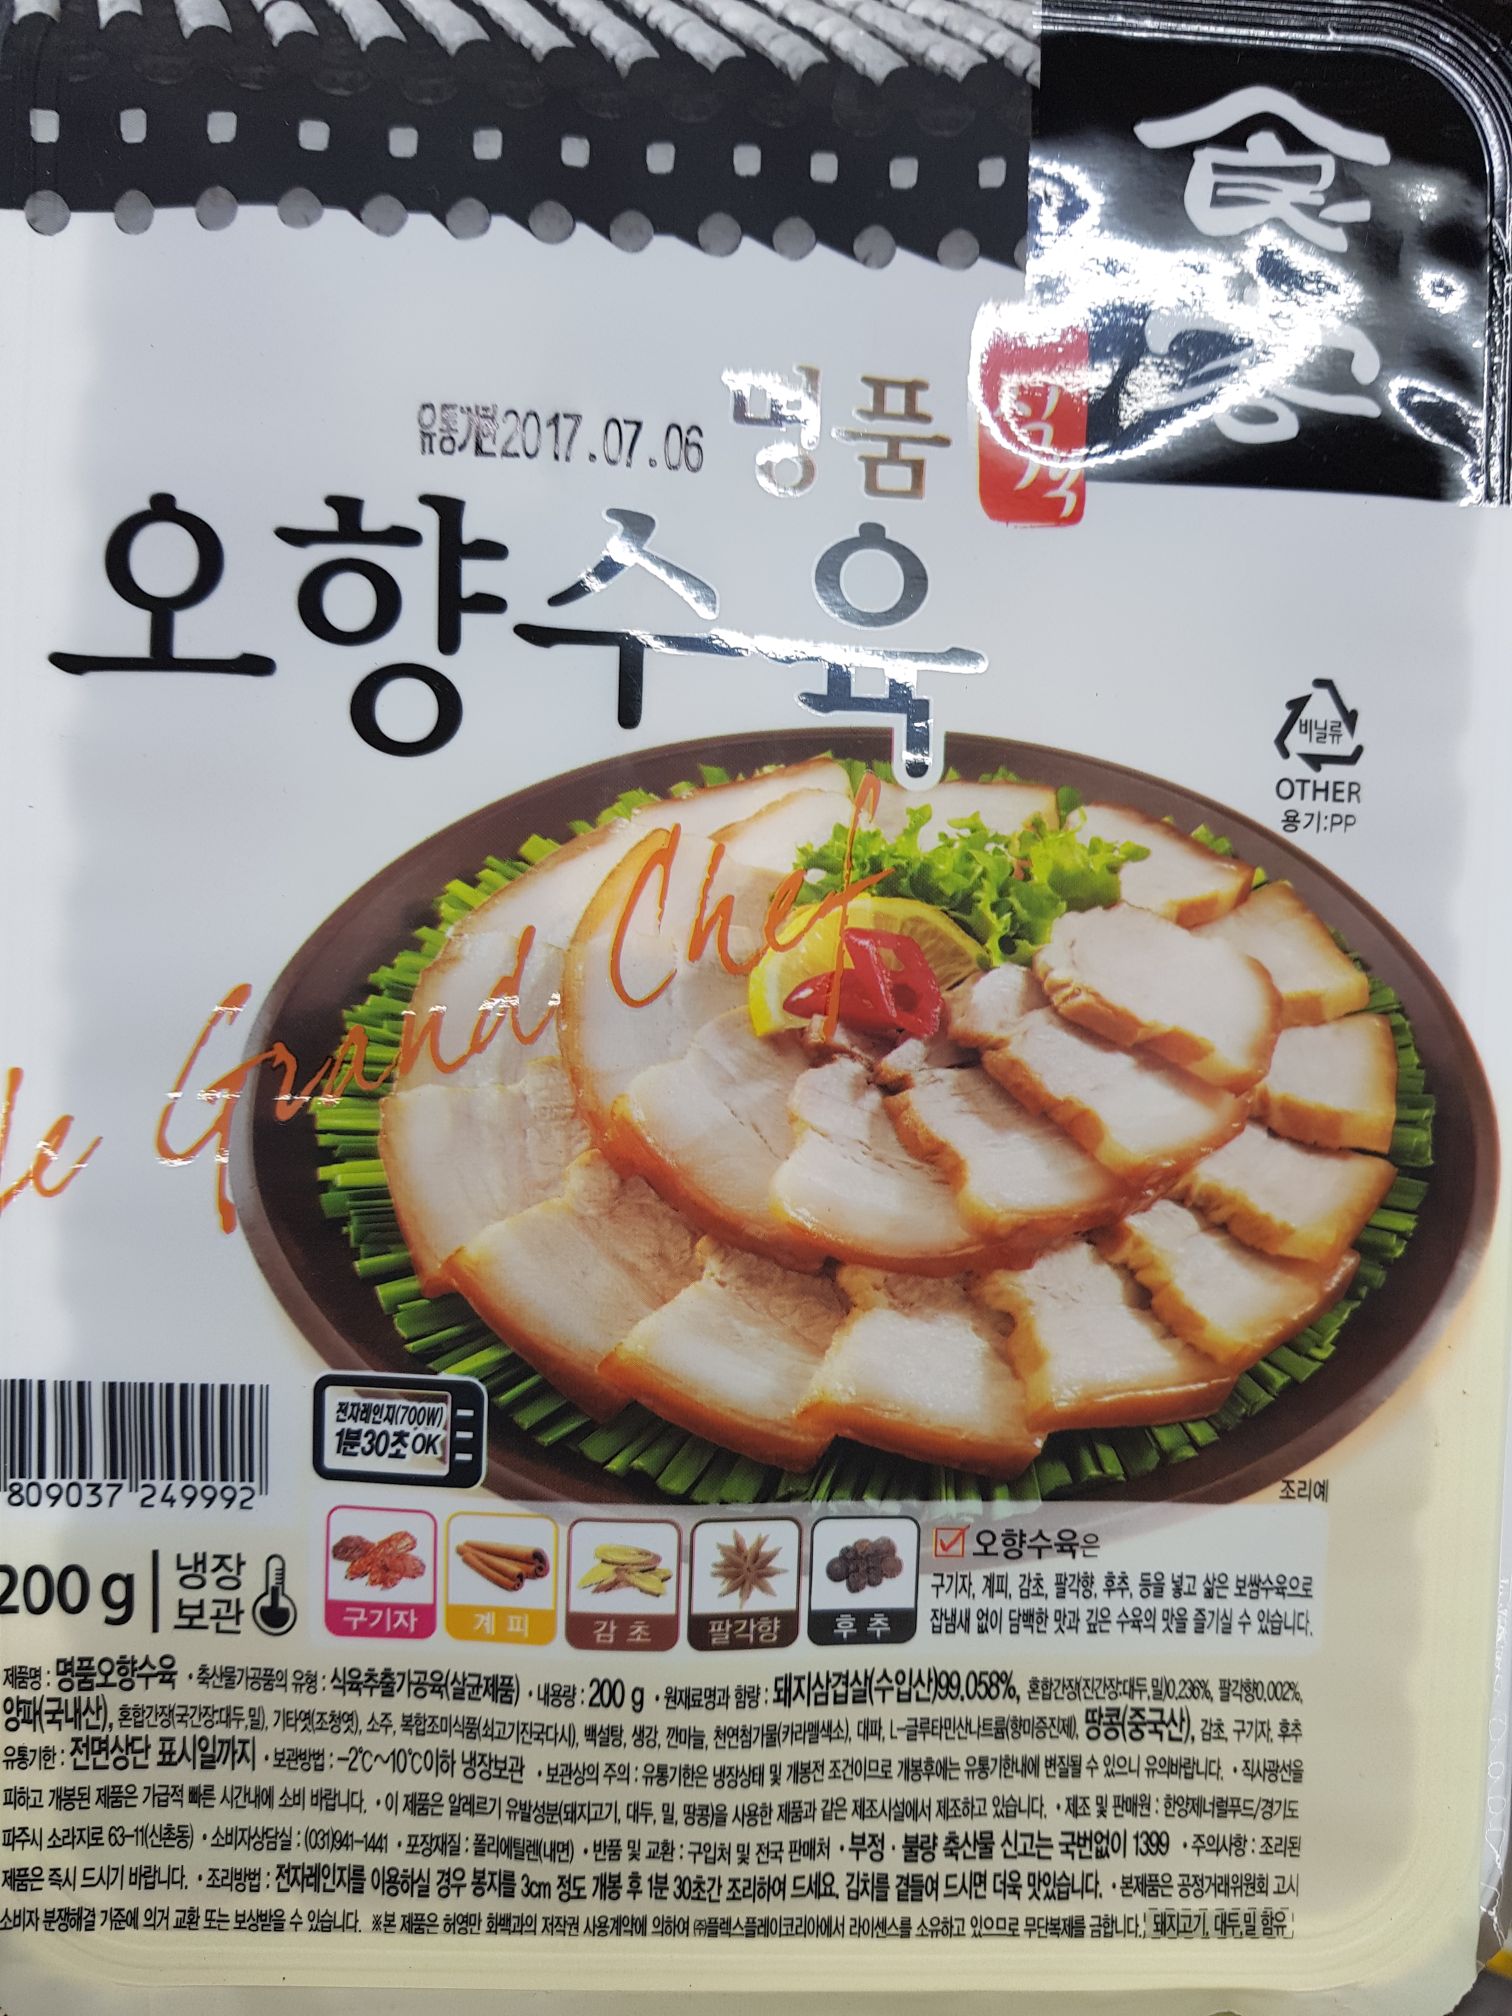 食客
식객
명품
유통기한 2017.07.06
오향수육
비닐류
OTHER
용기:PP
le Grand Chef
전자레인지(700W)
1분30초 OK
조리예
809037 249992
200g
냉장
보관
구기자
계피
감초
팔각향
후추
오향수육은
구기자, 계피, 감초, 팔각향, 후추, 등을 넣고 삶은 보쌈수육으로
잡냄새 없이 담백한 맛과 깊은 수육의 맛을 즐기실 수 있습니다.
제품명 : 명품오향수육 ·축산물가공품의 유형 : 식육추출가공육(살균제품) ·내용량 : 200 g ·원재료명과 함량 : 돼지삼겹살(수입산)99.058%, 혼합간장(진간장:대두,밀)0.236%, 팔각향0.002%,
양파(국내산), 혼합간장(국간장:대두,밀), 기타엿(조청엿), 소주, 복합조미식품(쇠고기진국다시), 백설탕, 생강, 깐마늘, 천연첨가물(카라멜색소), 대파, L-글루타민산나트륨(향미증진제), 땅콩(중국산), 감초, 구기자, 후추
유통기한 : 전면상단 표시일까지 ·보관방법 : -2℃~10℃이하 냉장보관 ·보관상의 주의 : 유통기한은 냉장상태 및 개봉전 조건이므로 개봉후에는 유통기한내에 변질될 수 있으니 유의바랍니다. ·직사광선을
피하고 개봉된 제품은 가급적 빠른 시간내에 소비 바랍니다. ·이 제품은 알레르기 유발성분(돼지고기, 대두, 밀, 땅콩)을 사용한 제품과 같은 제조시설에서 제조하고 있습니다. ·제조 및 판매원 : 한양제너럴푸드/경기도
파주시 소라지로 63-11(신촌동) ·소비자상담실 : (031)941-1441 ·포장재질 : 폴리에틸렌(내면) ·반품 및 교환 : 구입처 및 전국 판매처 ·부정·불량 축산물 신고는 국번없이 1399 ·주의사항 : 조리된
제품은 즉시 드시기 바랍니다. ·조리방법 : 전자레인지를 이용하실 경우 봉지를 3cm 정도 개봉 후 1분 30초간 조리하여 드세요. 김치를 곁들여 드시면 더욱 맛있습니다. ·본제품은 공정거래위원회 고시
소비자 분쟁해결 기준에 의거 교환 또는 보상받을 수 있습니다. ※본 제품은 허영만 화백과의 저작권 사용계약에 의하여 ㈜플렉스플레이코리아에서 라이센스를 소유하고 있으므로 무단복제를 금합니다. 돼지고기, 대두,밀 함유